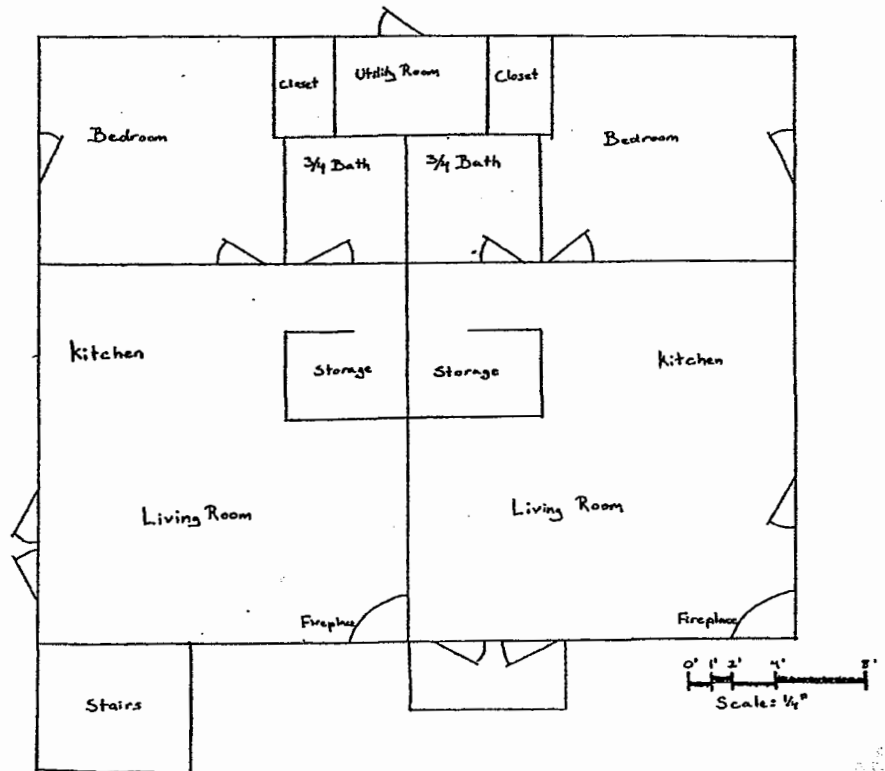 Closet
Utility Room
Closet
Bedroom
3/4 Bath
3/4 Bath
Bedroom
Kitchen
Storage
Storage
Kitchen
Living Room
Living Room
Fireplace
Fireplace
Stairs
0' 1' 2' 4' 8'
Scale: 1/4"